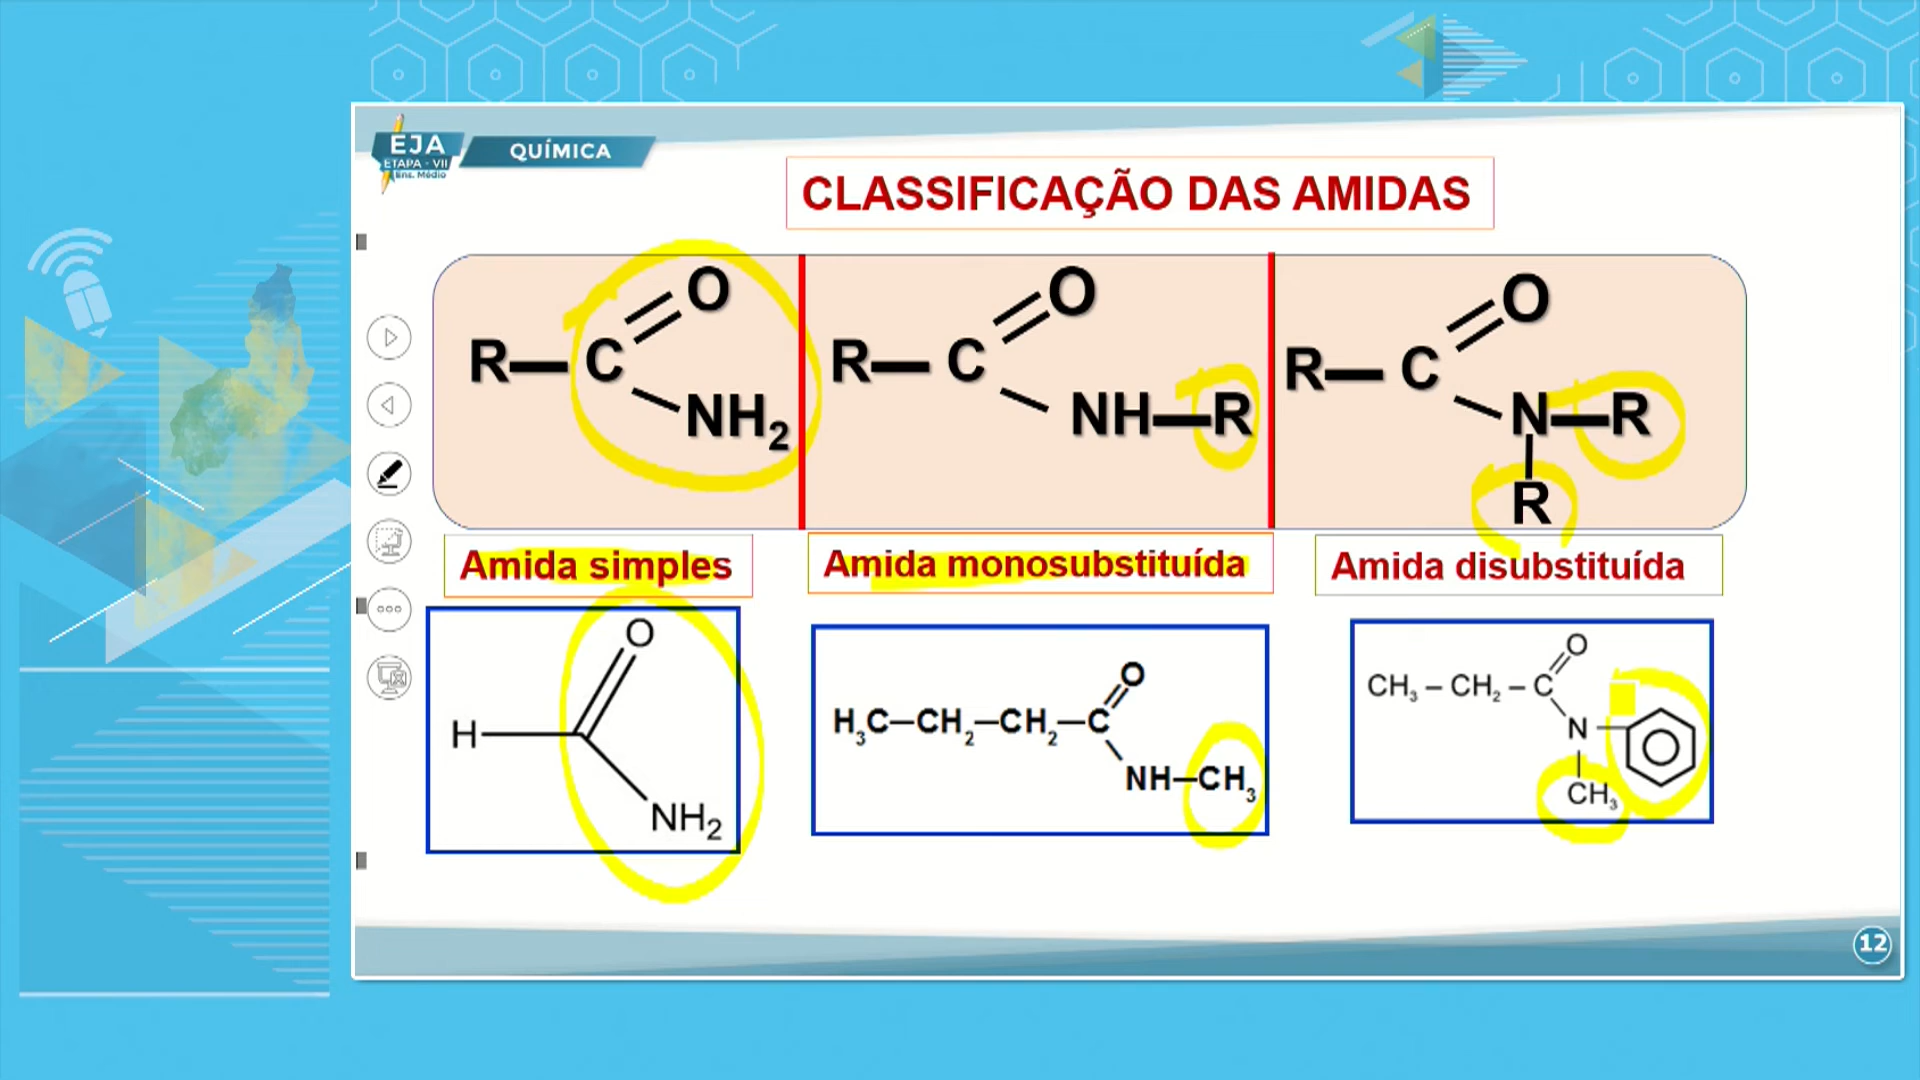 EJA
ETAPA - VII
Ens. Médio
QUÍMICA
CLASSIFICAÇÃO DAS AMIDAS
R—C
O
NH₂
R—C
O
NH—R
R—C
O
N—R
R
Amida simples
Amida monosubstituída
Amida disubstituída
O
H
NH₂
O
H₃C—CH₂—CH₂—C
NH—CH₃
O
CH₃–CH₂–C
N
CH₃
12